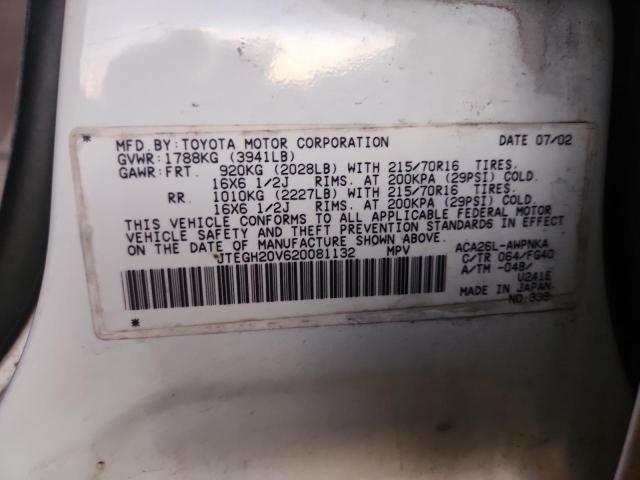 MFD. BY: TOYOTA MOTOR CORPORATION DATE 07/02
GVWR: 1788KG (3941LB)
GAWR: FRT. 920KG (2028LB) WITH 215/70R16 TIRES.
16X6 1/2J RIMS. AT 200KPA (29PSI) COLD.
RR. 1010KG (2227LB) WITH 215/70R16 TIRES.
16X6 1/2J RIMS. AT 200KPA (29PSI) COLD.
THIS VEHICLE CONFORMS TO ALL APPLICABLE FEDERAL MOTOR
VEHICLE SAFETY AND THEFT PREVENTION STANDARDS IN EFFECT
ON THE DATE OF MANUFACTURE SHOWN ABOVE.
JTEGH20V620081132 MPV
ACA26L-AWPNKA
C/TR 064/FG40
A/TM -04B/
U241E
MADE IN JAPAN
NO. 338